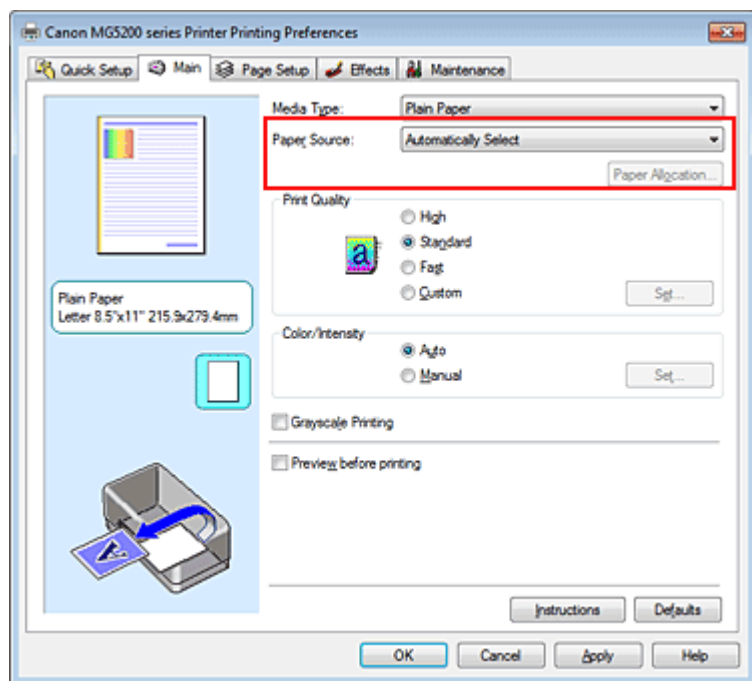 Canon MG5200 series Printer Printing Preferences
Quick Setup Main Page Setup Effects Maintenance
Media Type: Plain Paper
Paper Source: Automatically Select
Paper Allocation...
Print Quality
High
a Standard
Fast
Custom Set...
Plain Paper
Letter 8.5"x11" 215.9x279.4mm
Color/Intensity
Auto
Manual Set...
Grayscale Printing
Preview before printing
A
Instructions Defaults
OK Cancel Apply Help